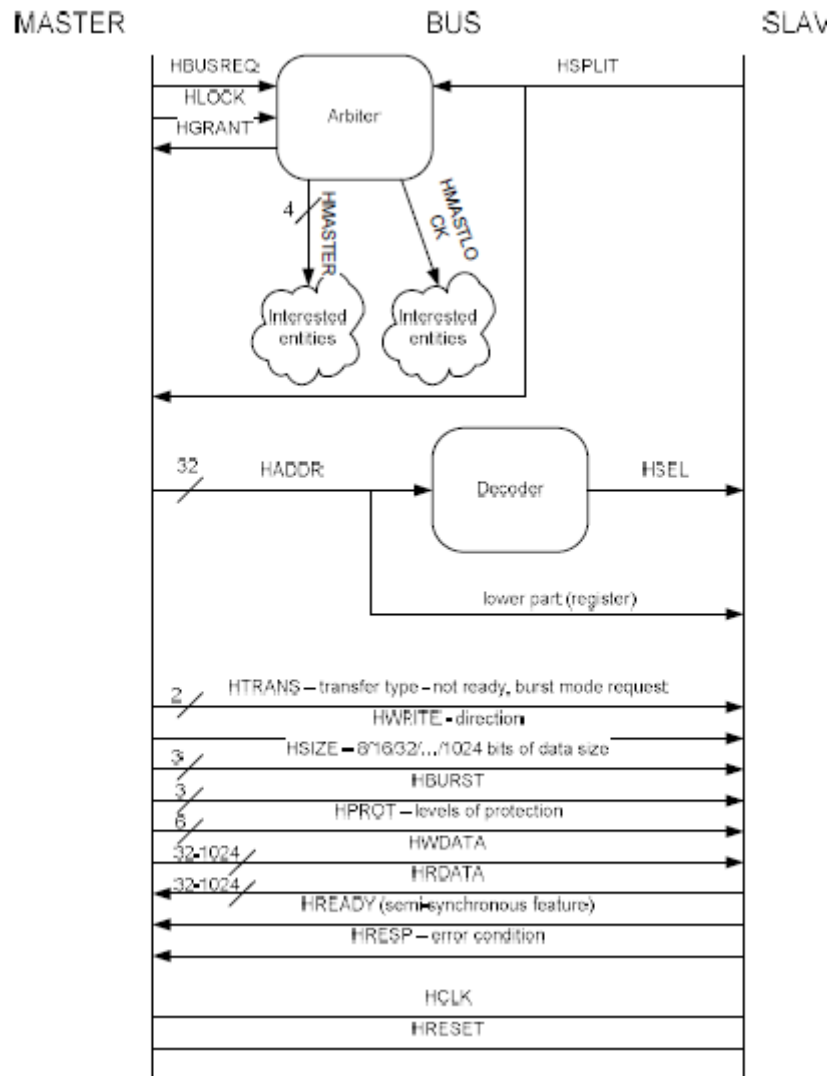 MASTER BUS SLAV
HBUSREQ
HSPLIT
HLOCK
Arbiter
HGRANT
4
HMASTER
HMASTLO
CK
Interested
entities
Interested
entities
32
HADDR
HSEL
Decoder
lower part (register)
HTRANS – transfer type – not ready, burst mode request
2
HWRITE - direction
HSIZE – 8/16/32/.../1024 bits of data size
3
HBURST
3
HPROT – levels of protection
6
HWDATA
32-1024
HRDATA
32-1024
HREADY (semi-synchronous feature)
HRESP – error condition
HCLK
HRESET